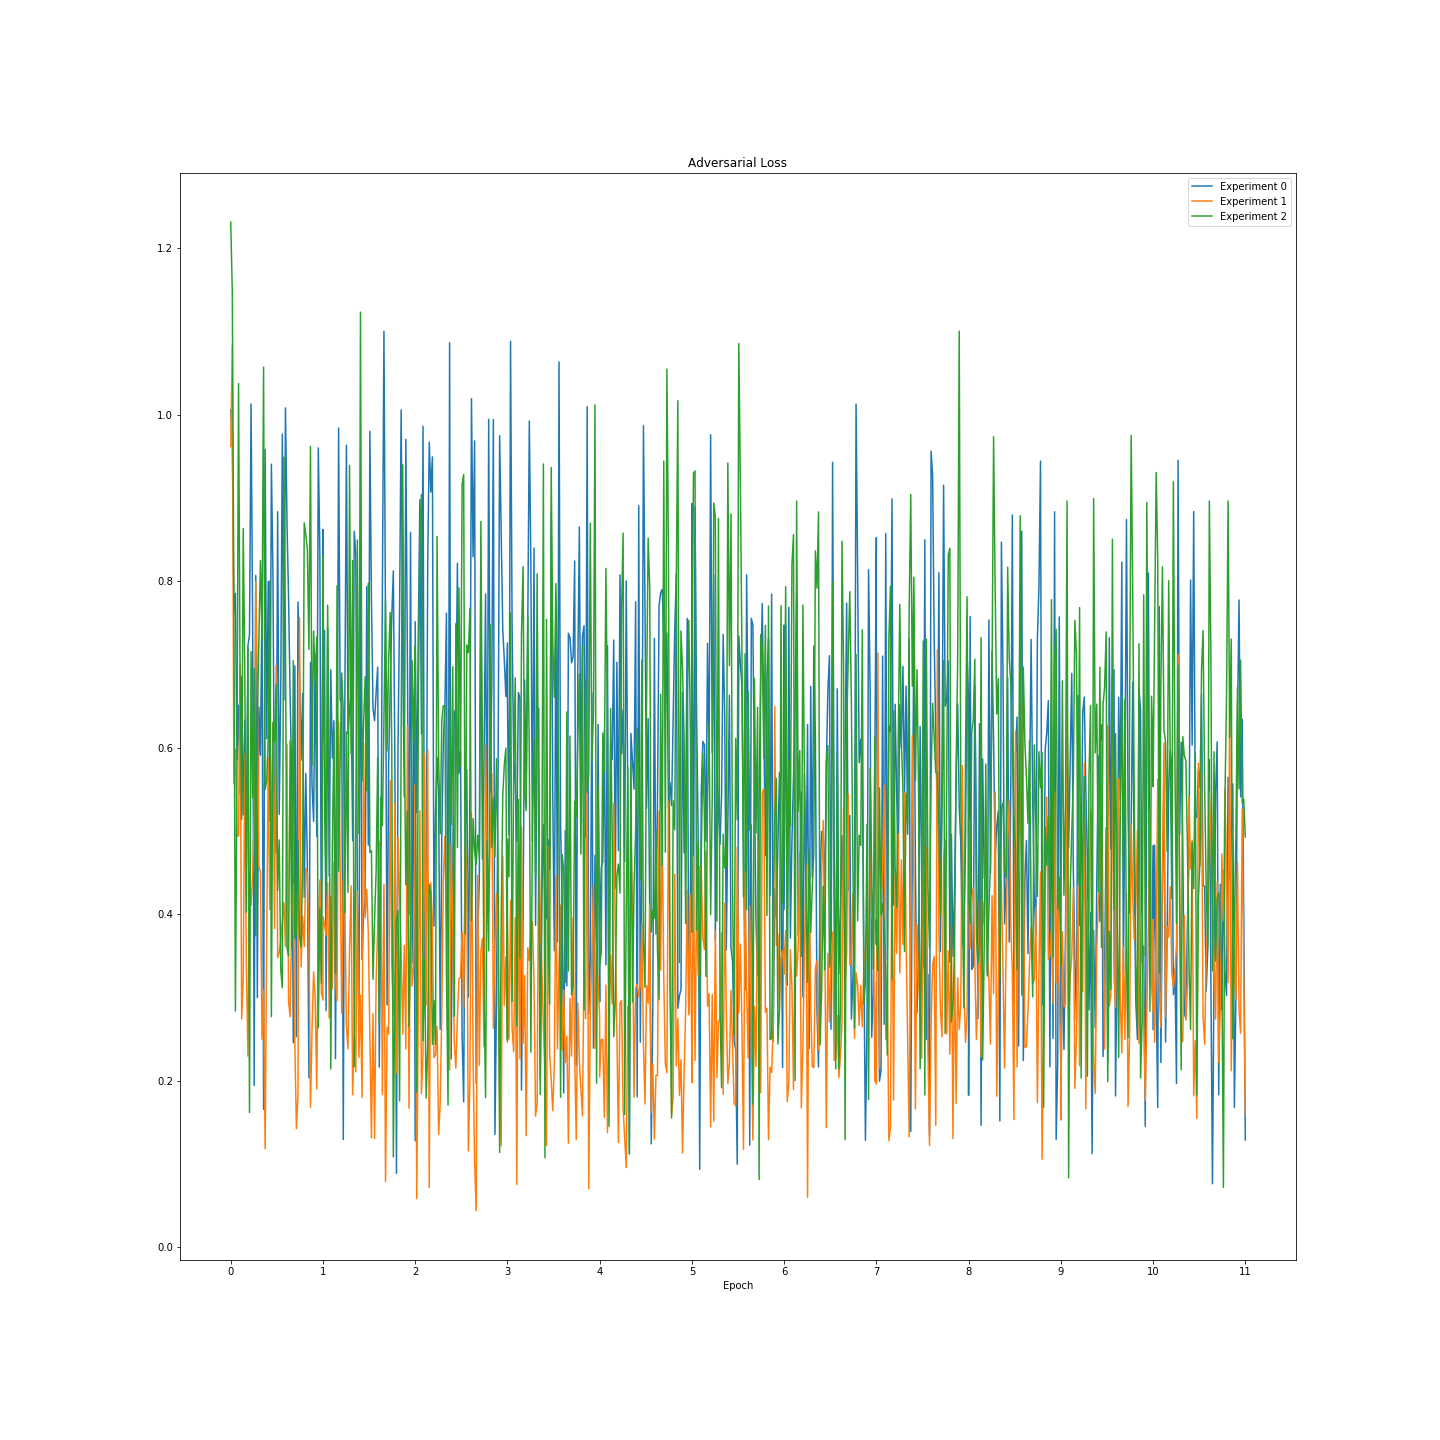 Adversarial Loss
Experiment 0
Experiment 1
Experiment 2
1.2
1.0
0.8
0.6
0.4
0.2
0.0
0 1 2 3 4 5 6 7 8 9 10 11
Epoch